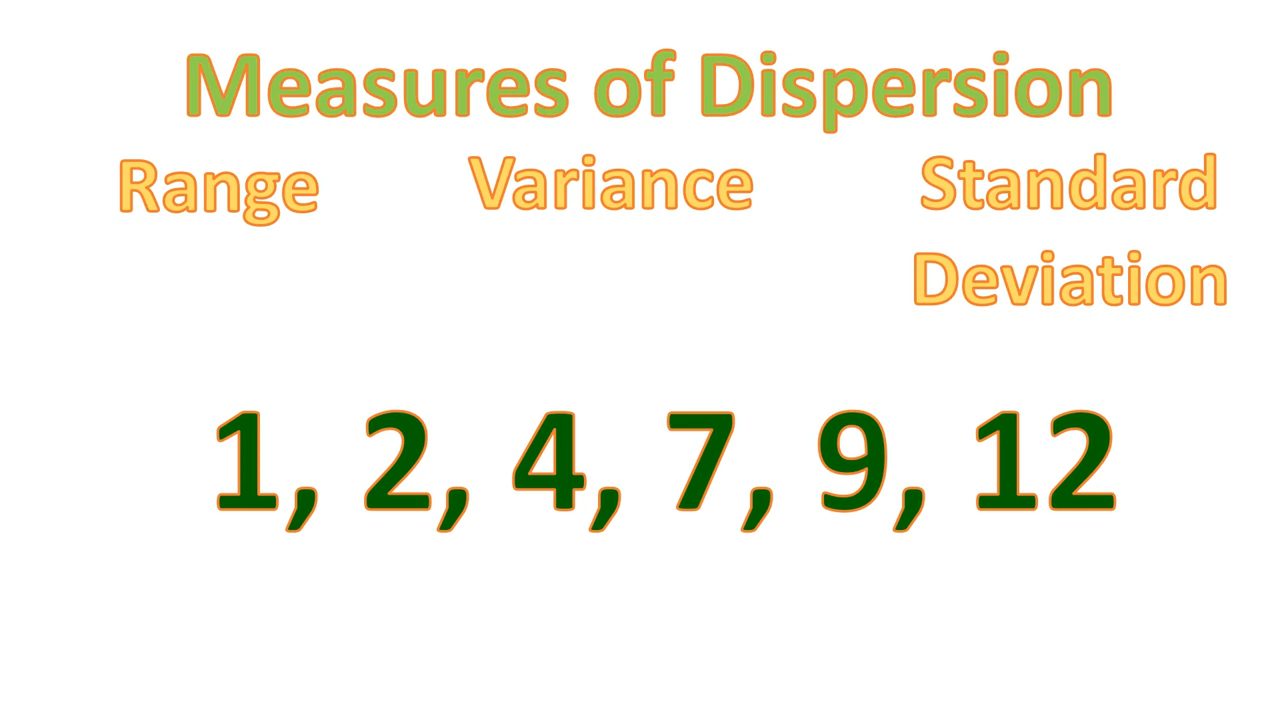 Measures of Dispersion
Range Variance Standard
Deviation
1, 2, 4, 7, 9, 12